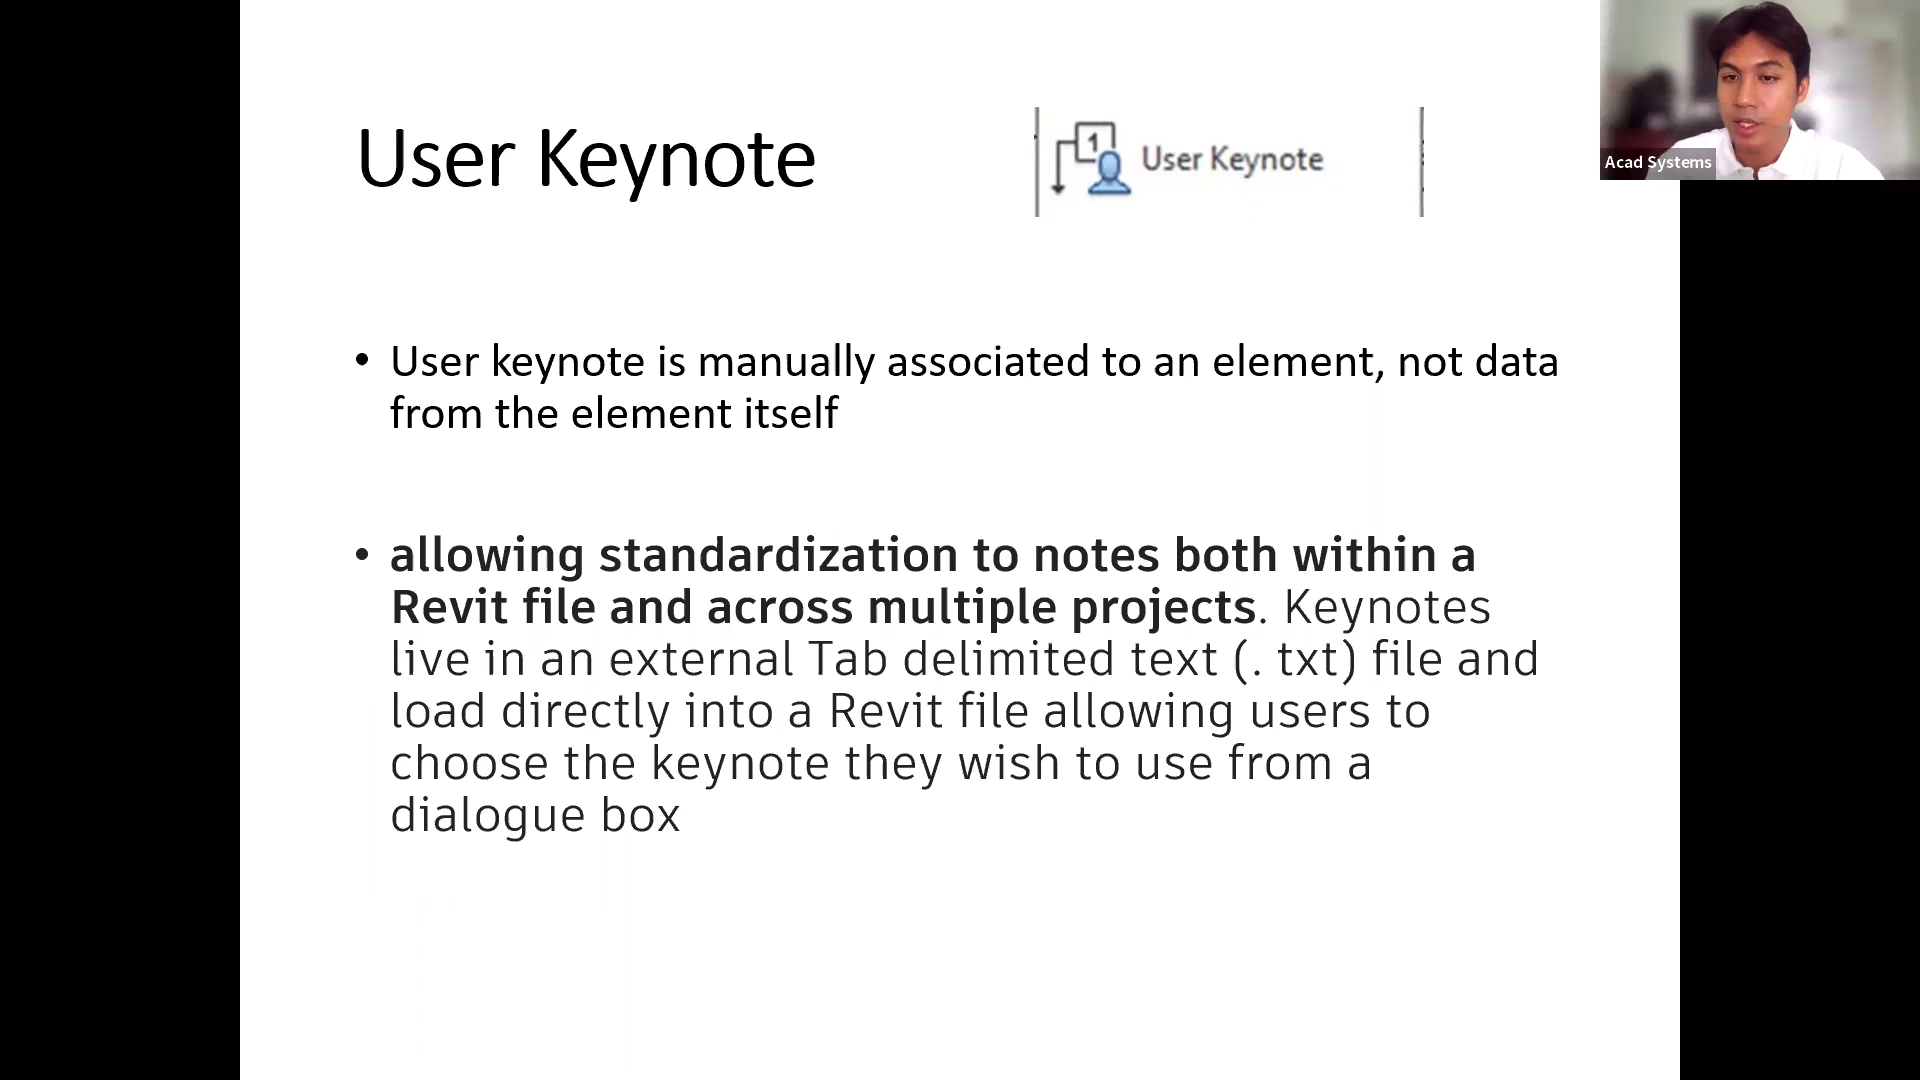 User Keynote
1
User Keynote
Acad Systems
• User keynote is manually associated to an element, not data
from the element itself
• allowing standardization to notes both within a
Revit file and across multiple projects. Keynotes
live in an external Tab delimited text (. txt) file and
load directly into a Revit file allowing users to
choose the keynote they wish to use from a
dialogue box